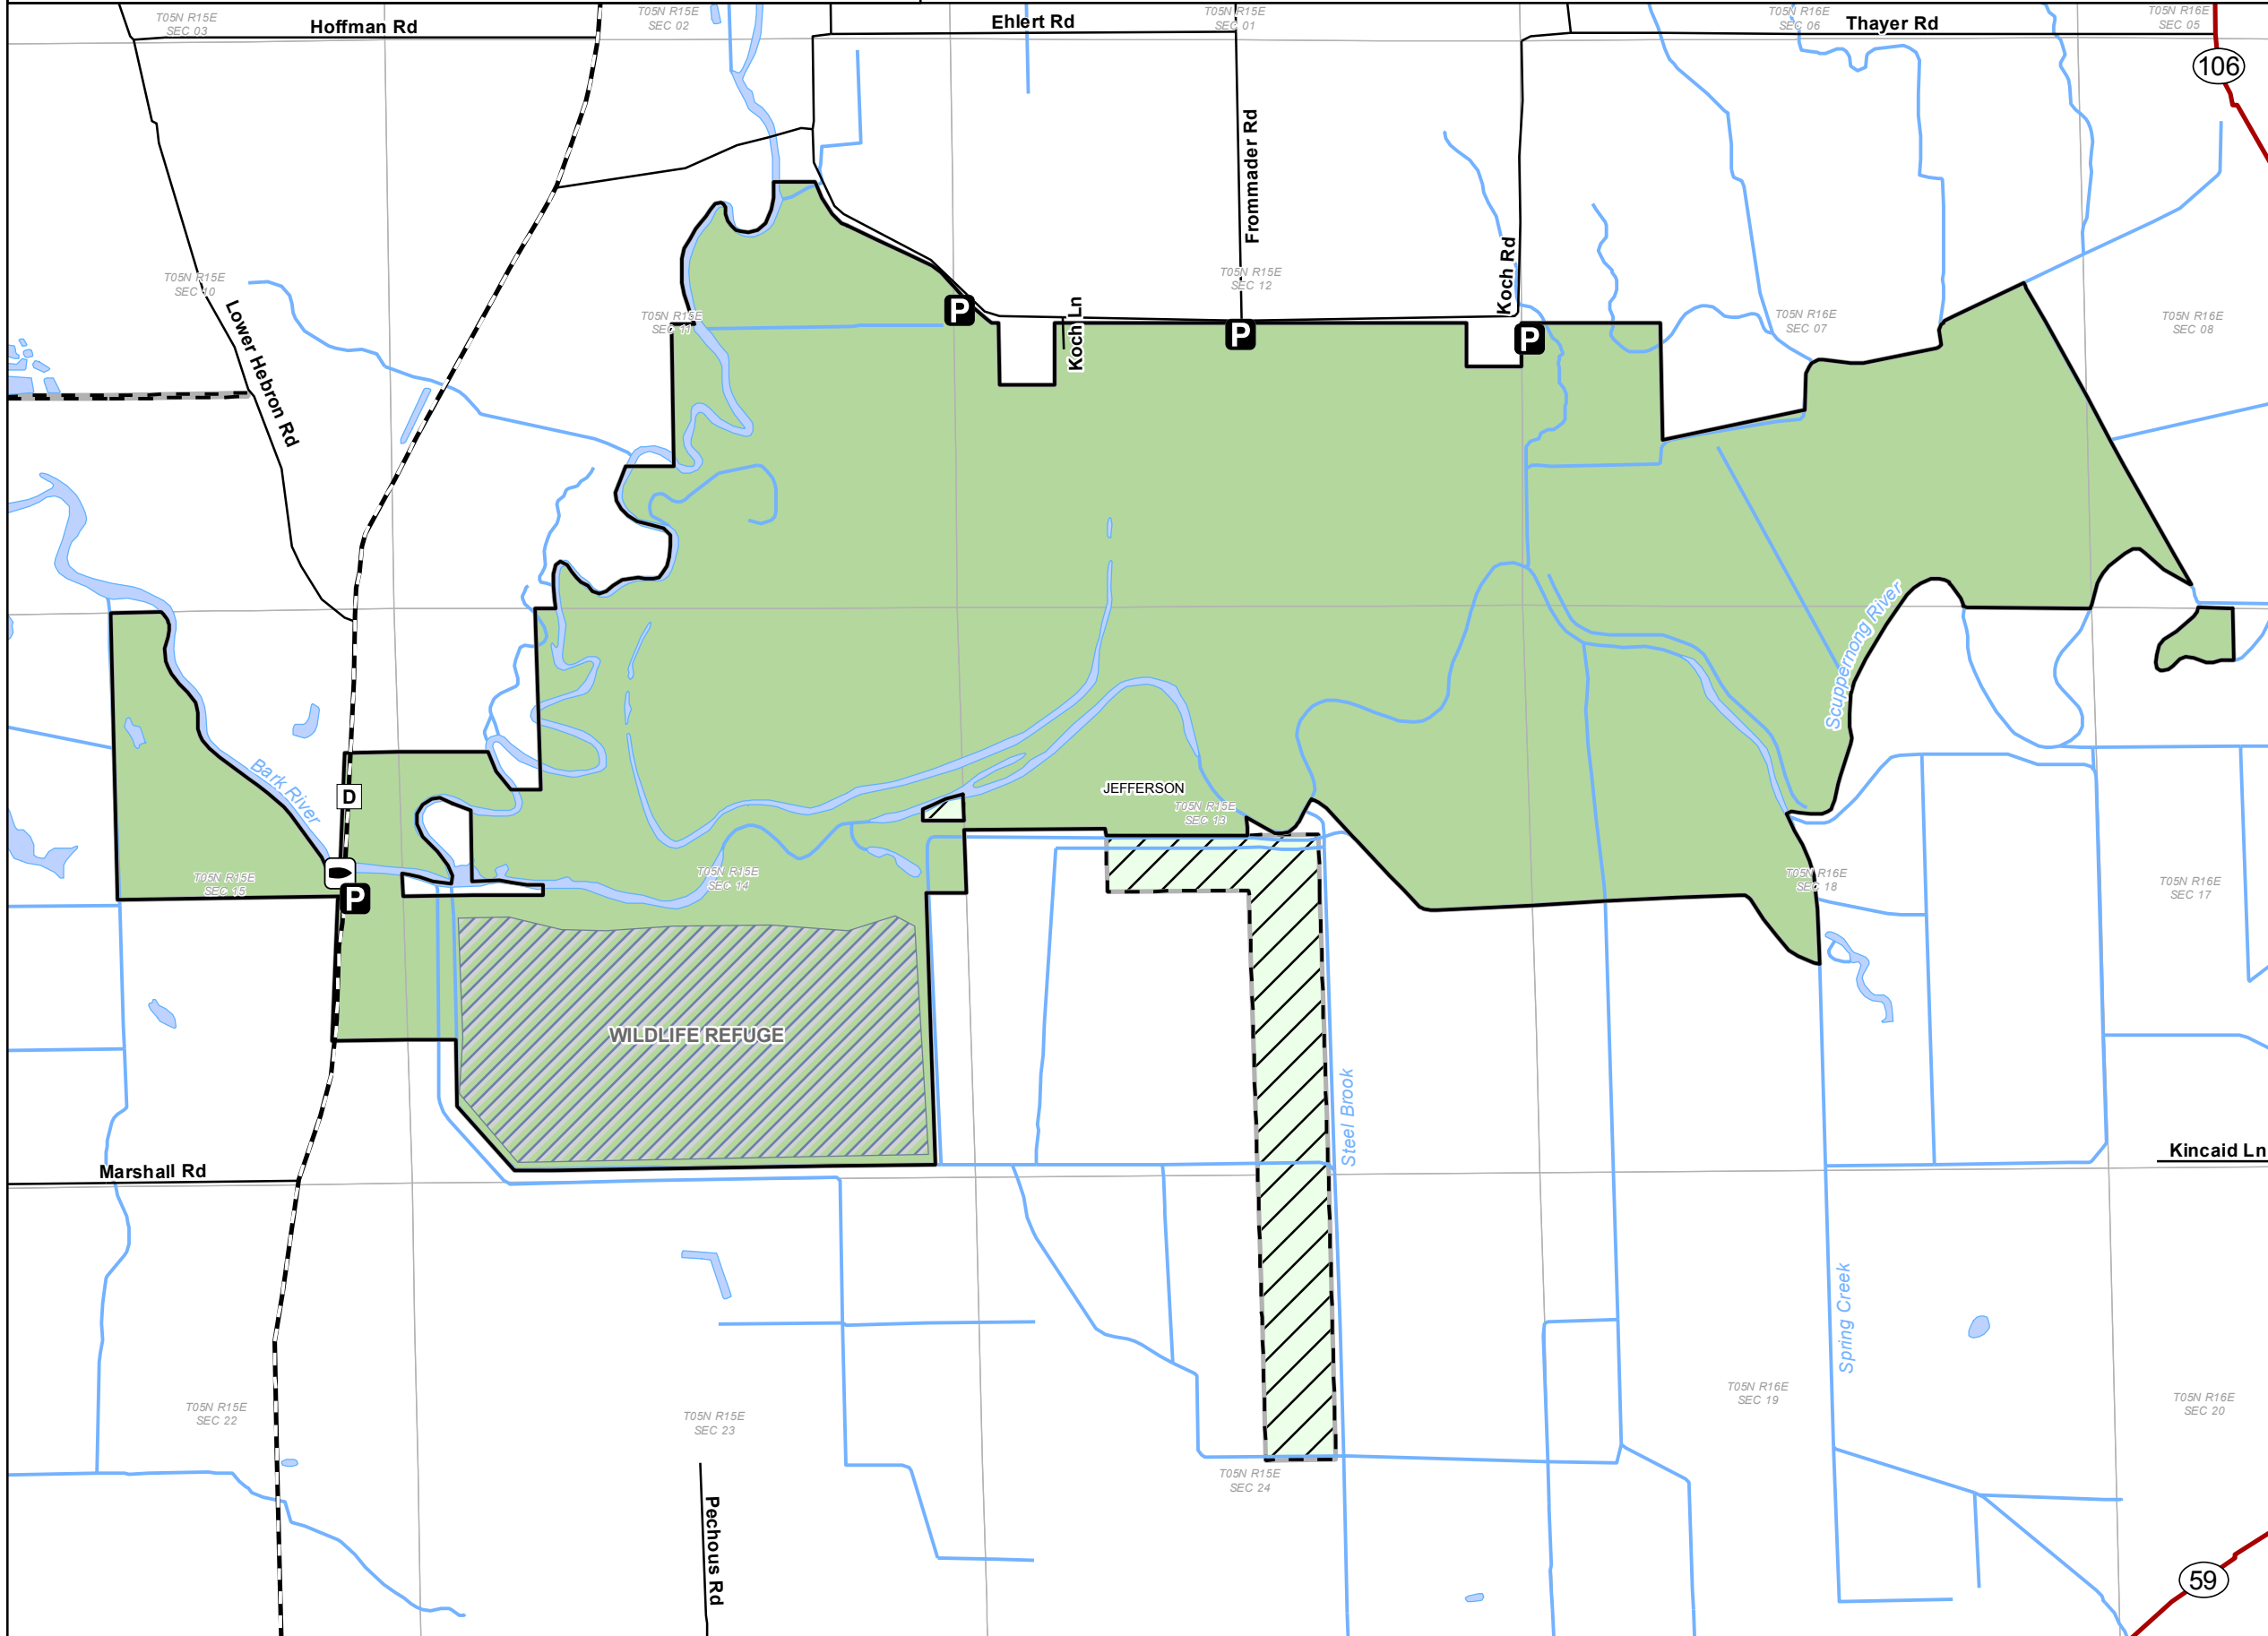 T05N R15E
SEC 03
Hoffman Rd
T05N R15E
SEC 02
Ehlert Rd
T05N R15E
SEC 01
T05N R16E
SEC 06
Thayer Rd
T05N R16E
SEC 05
106
Frommader Rd
Koch Rd
T05N R15E
SEC 10
T05N R15E
SEC 12
T05N R15E
SEC 11
Lower Hebron Rd
P
Koch Ln
P
P
T05N R16E
SEC 07
T05N R16E
SEC 08
Scuppernong River
Bark River
D
JEFFERSON
T05N R15E
SEC 13
T05N R15E
SEC 15
P
T05N R15E
SEC 14
T05N R16E
SEC 18
T05N R16E
SEC 17
WILDLIFE REFUGE
Steel Brook
Marshall Rd
Kincaid Ln
Spring Creek
T05N R15E
SEC 22
T05N R15E
SEC 23
T05N R16E
SEC 19
T05N R16E
SEC 20
T05N R15E
SEC 24
Pechous Rd
59